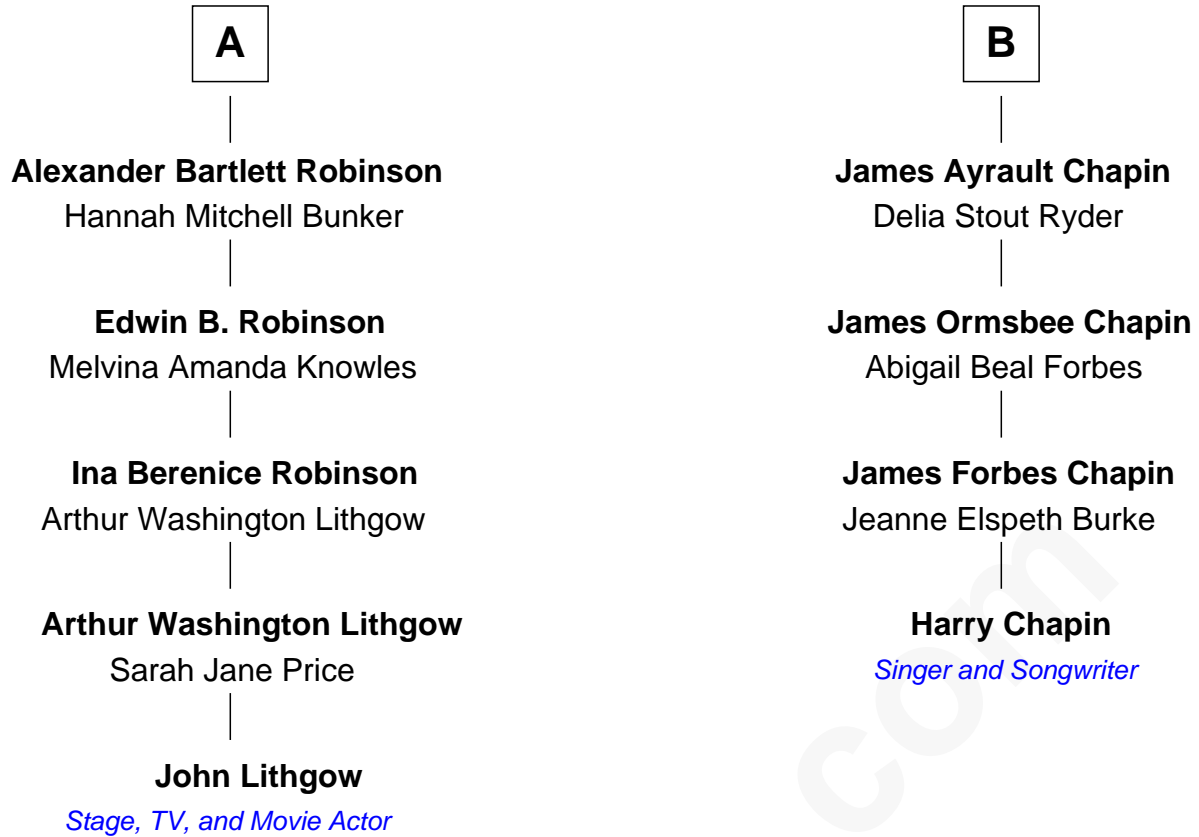 A
Alexander Bartlett Robinson
Hannah Mitchell Bunker
Edwin B. Robinson
Melvina Amanda Knowles
Ina Berenice Robinson
Arthur Washington Lithgow
Arthur Washington Lithgow
Sarah Jane Price
John Lithgow
Stage, TV, and Movie Actor
B
James Ayrault Chapin
Delia Stout Ryder
James Ormsbee Chapin
Abigail Beal Forbes
James Forbes Chapin
Jeanne Elspeth Burke
Harry Chapin
Singer and Songwriter
com